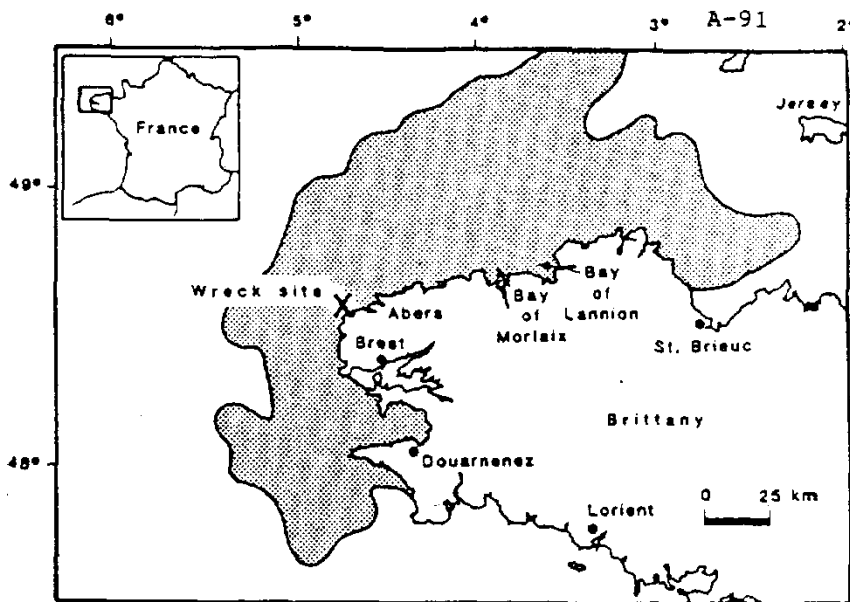 6° 5° 4° 3° A-91 2°
France
Jersey
49°
Wreck site
Abers
Bay
of
Morlaix
Bay
of
Lannion
St. Brieuc
Brest
Brittany
48°
Douarnenez
0 25 km
Lorient